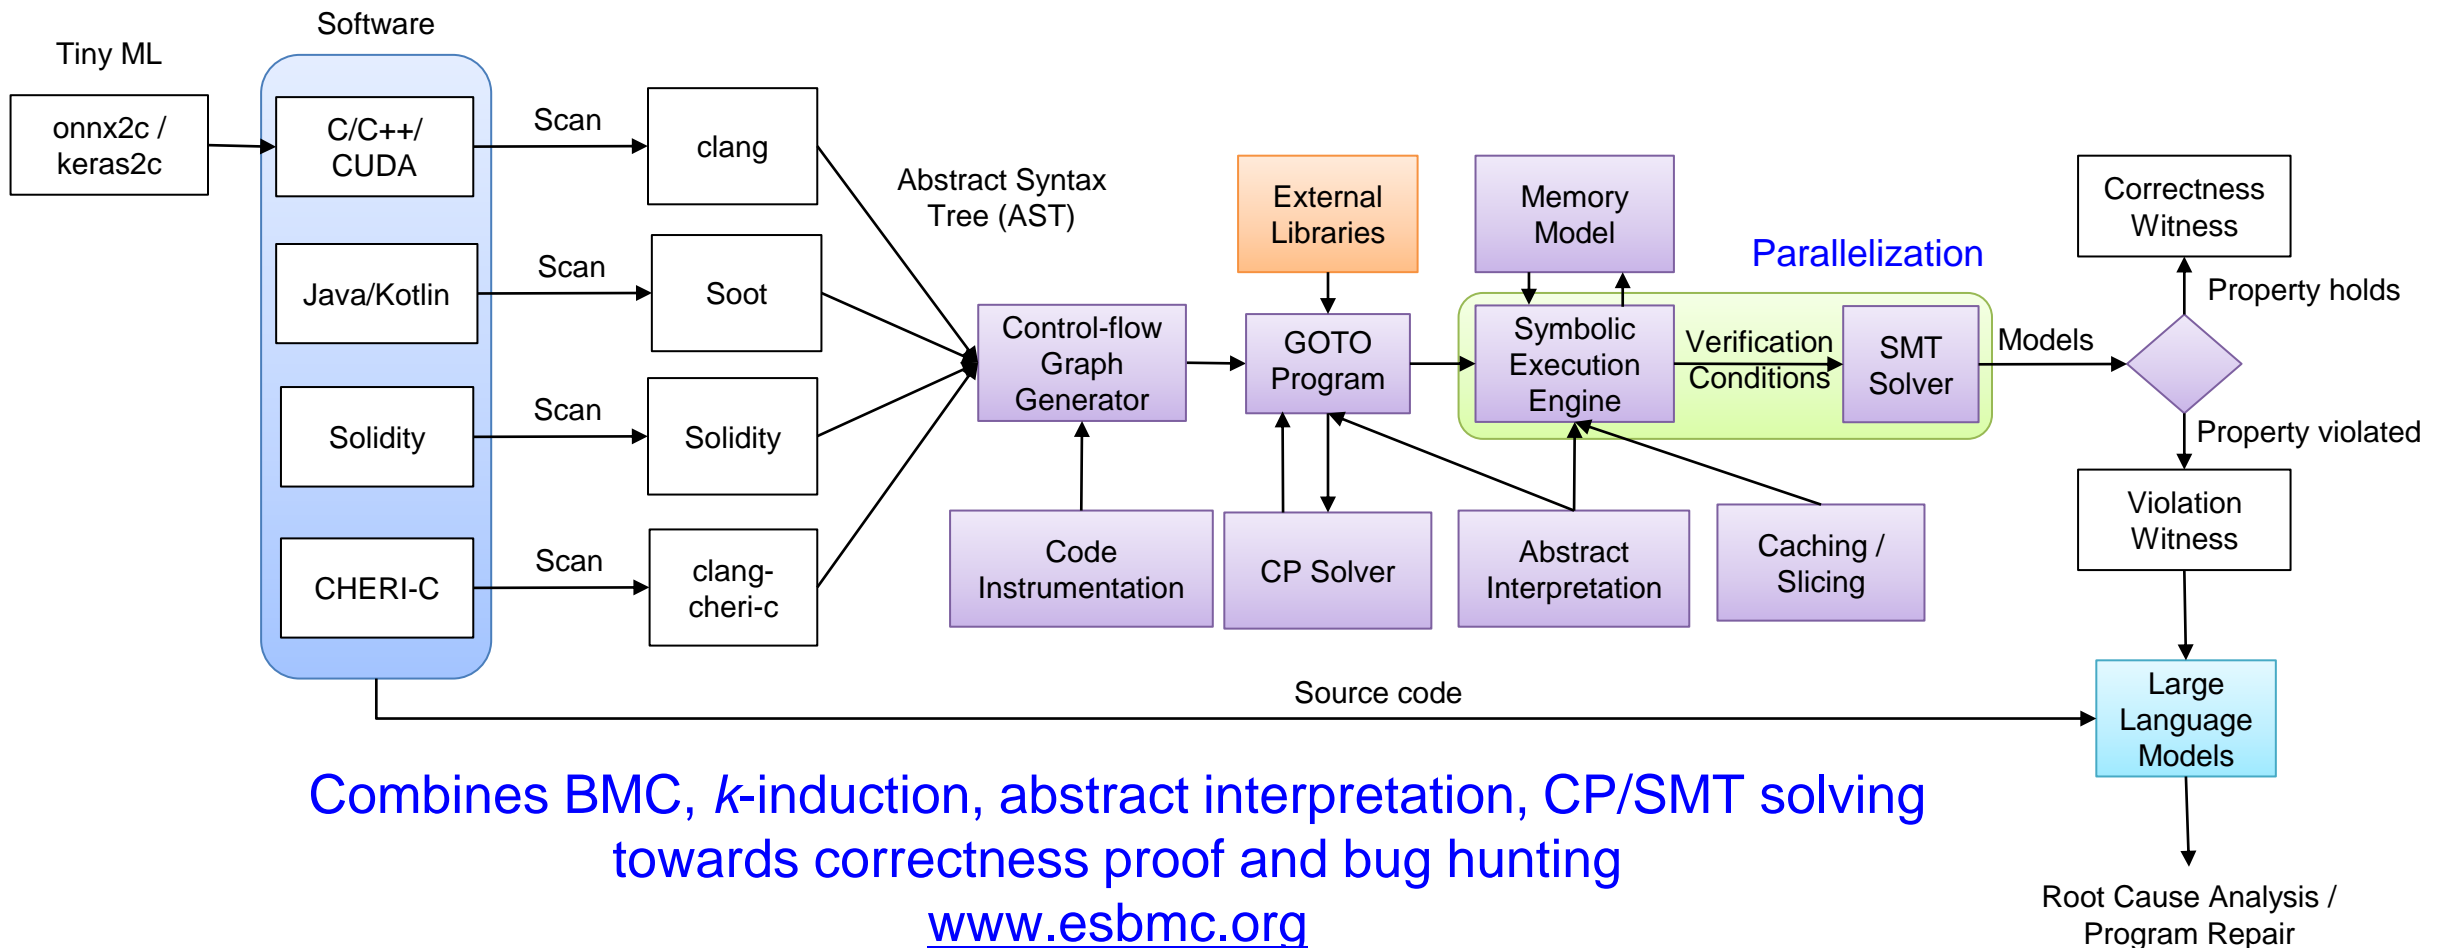 Software
Tiny ML
onnx2c /
keras2c
C/C++/
CUDA
Scan
clang
Java/Kotlin
Scan
Soot
Solidity
Scan
Solidity
CHERI-C
Scan
clang-
cheri-c
Abstract Syntax
Tree (AST)
Control-flow
Graph
Generator
Code
Instrumentation
External
Libraries
GOTO
Program
CP Solver
Memory
Model
Parallelization
Symbolic
Execution
Engine
Verification
Conditions
SMT
Solver
Models
Abstract
Interpretation
Caching /
Slicing
Correctness
Witness
Property holds
Property violated
Violation
Witness
Source code
Large
Language
Models
Root Cause Analysis /
Program Repair
Combines BMC, k-induction, abstract interpretation, CP/SMT solving
towards correctness proof and bug hunting
www.esbmc.org